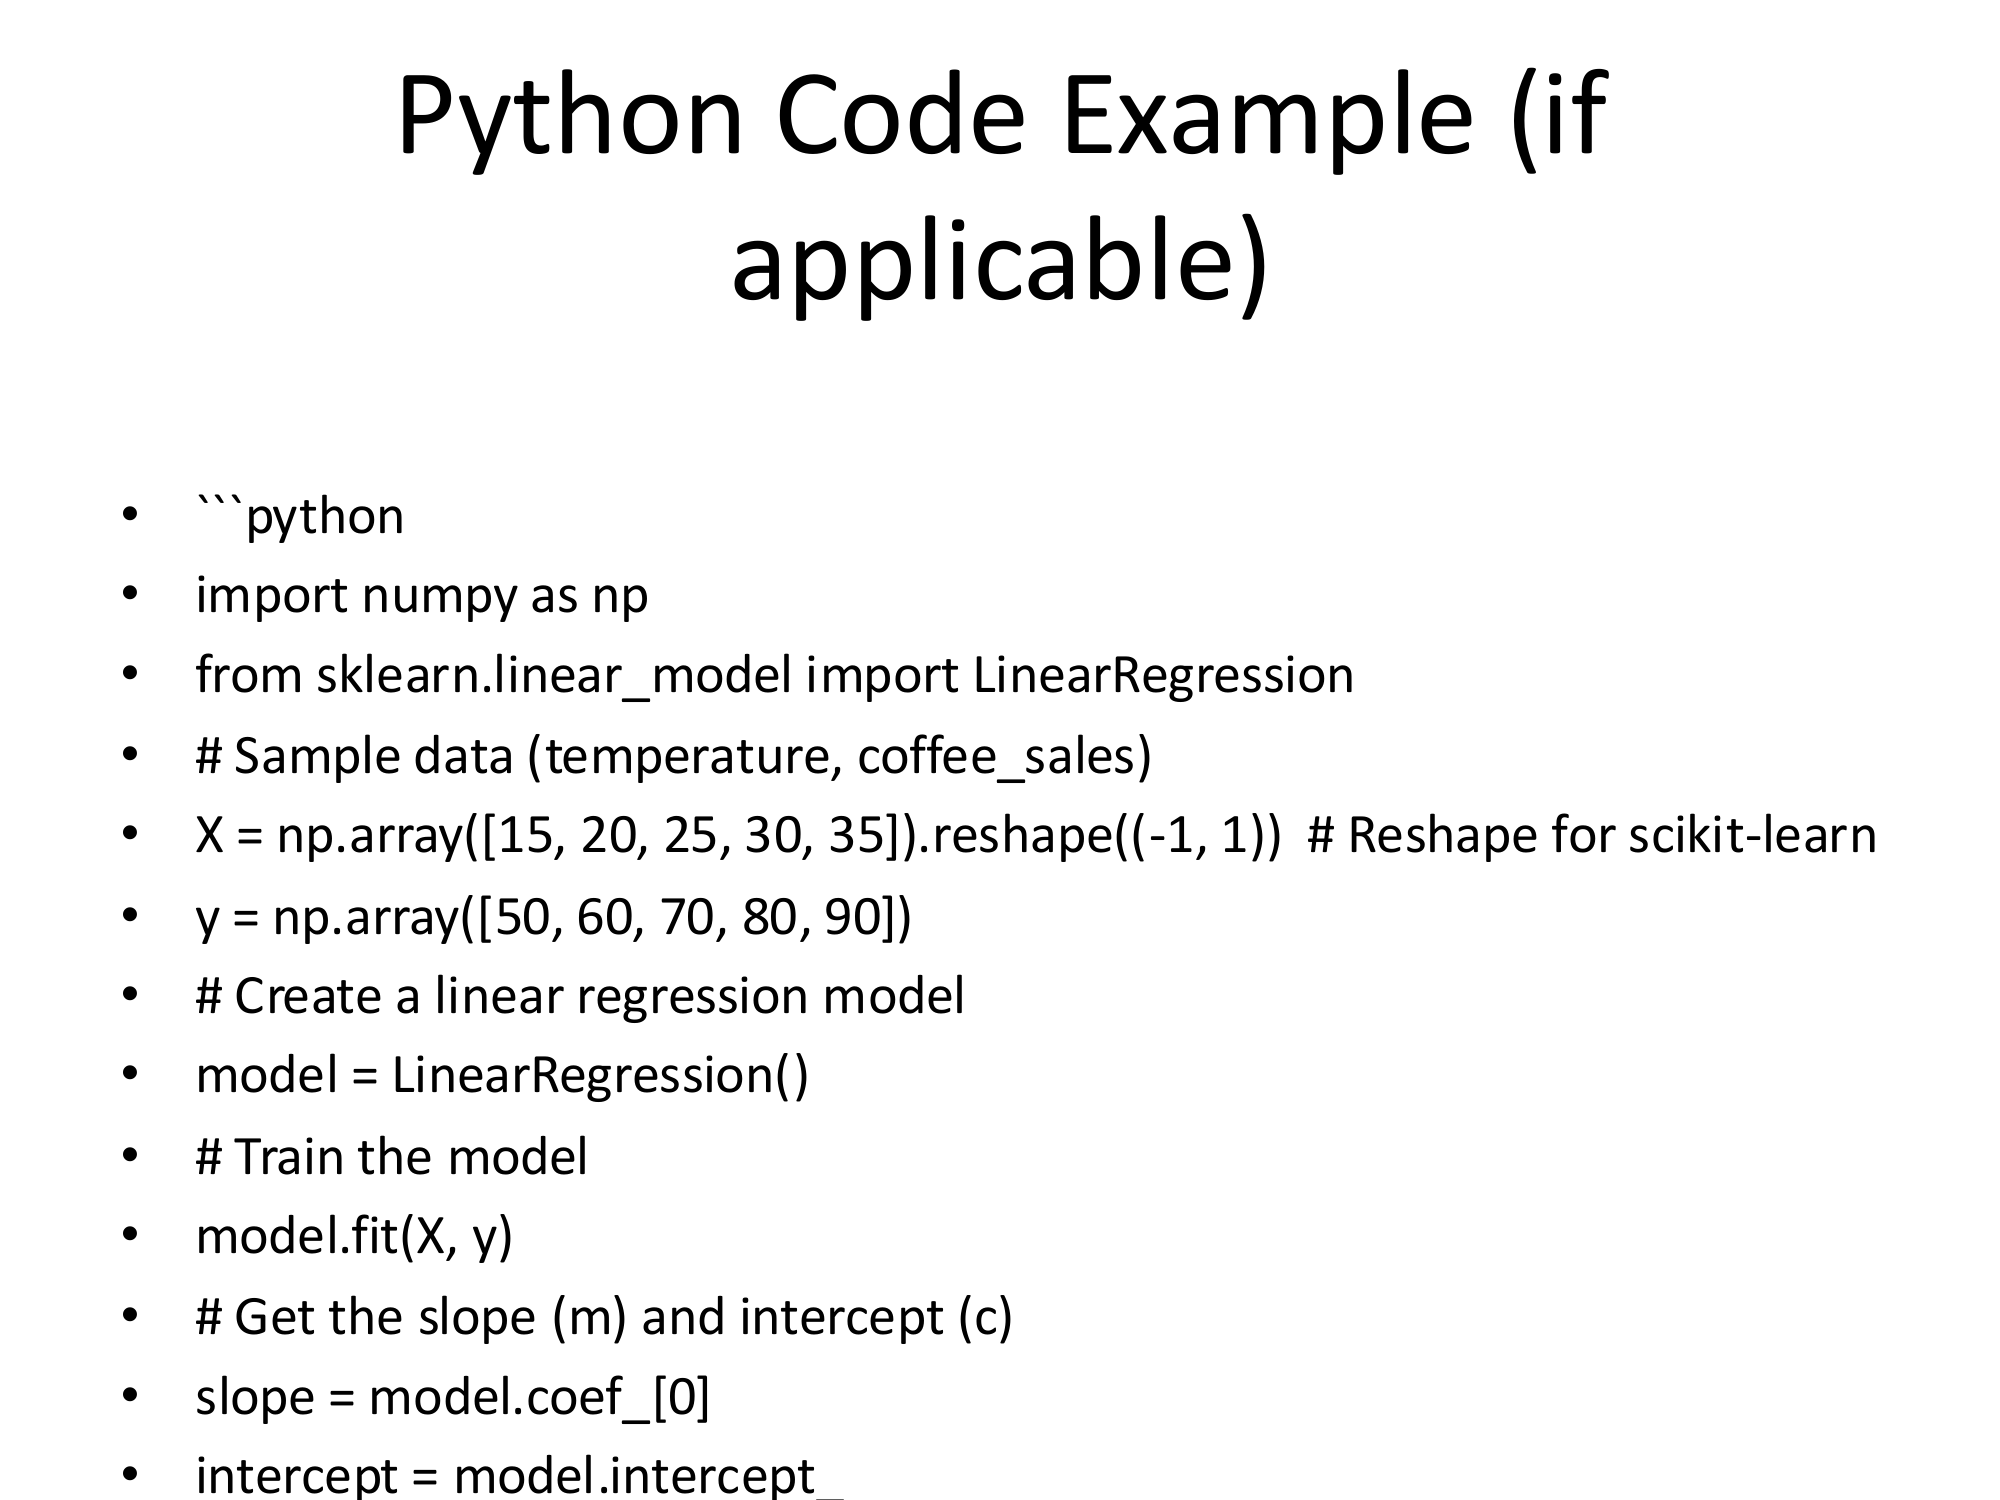 Python Code Example (if
applicable)
• ```python
• import numpy as np
• from sklearn.linear_model import LinearRegression
• # Sample data (temperature, coffee_sales)
• X = np.array([15, 20, 25, 30, 35]).reshape((-1, 1))  # Reshape for scikit-learn
• y = np.array([50, 60, 70, 80, 90])
• # Create a linear regression model
• model = LinearRegression()
• # Train the model
• model.fit(X, y)
• # Get the slope (m) and intercept (c)
• slope = model.coef_[0]
• intercept = model.intercept_